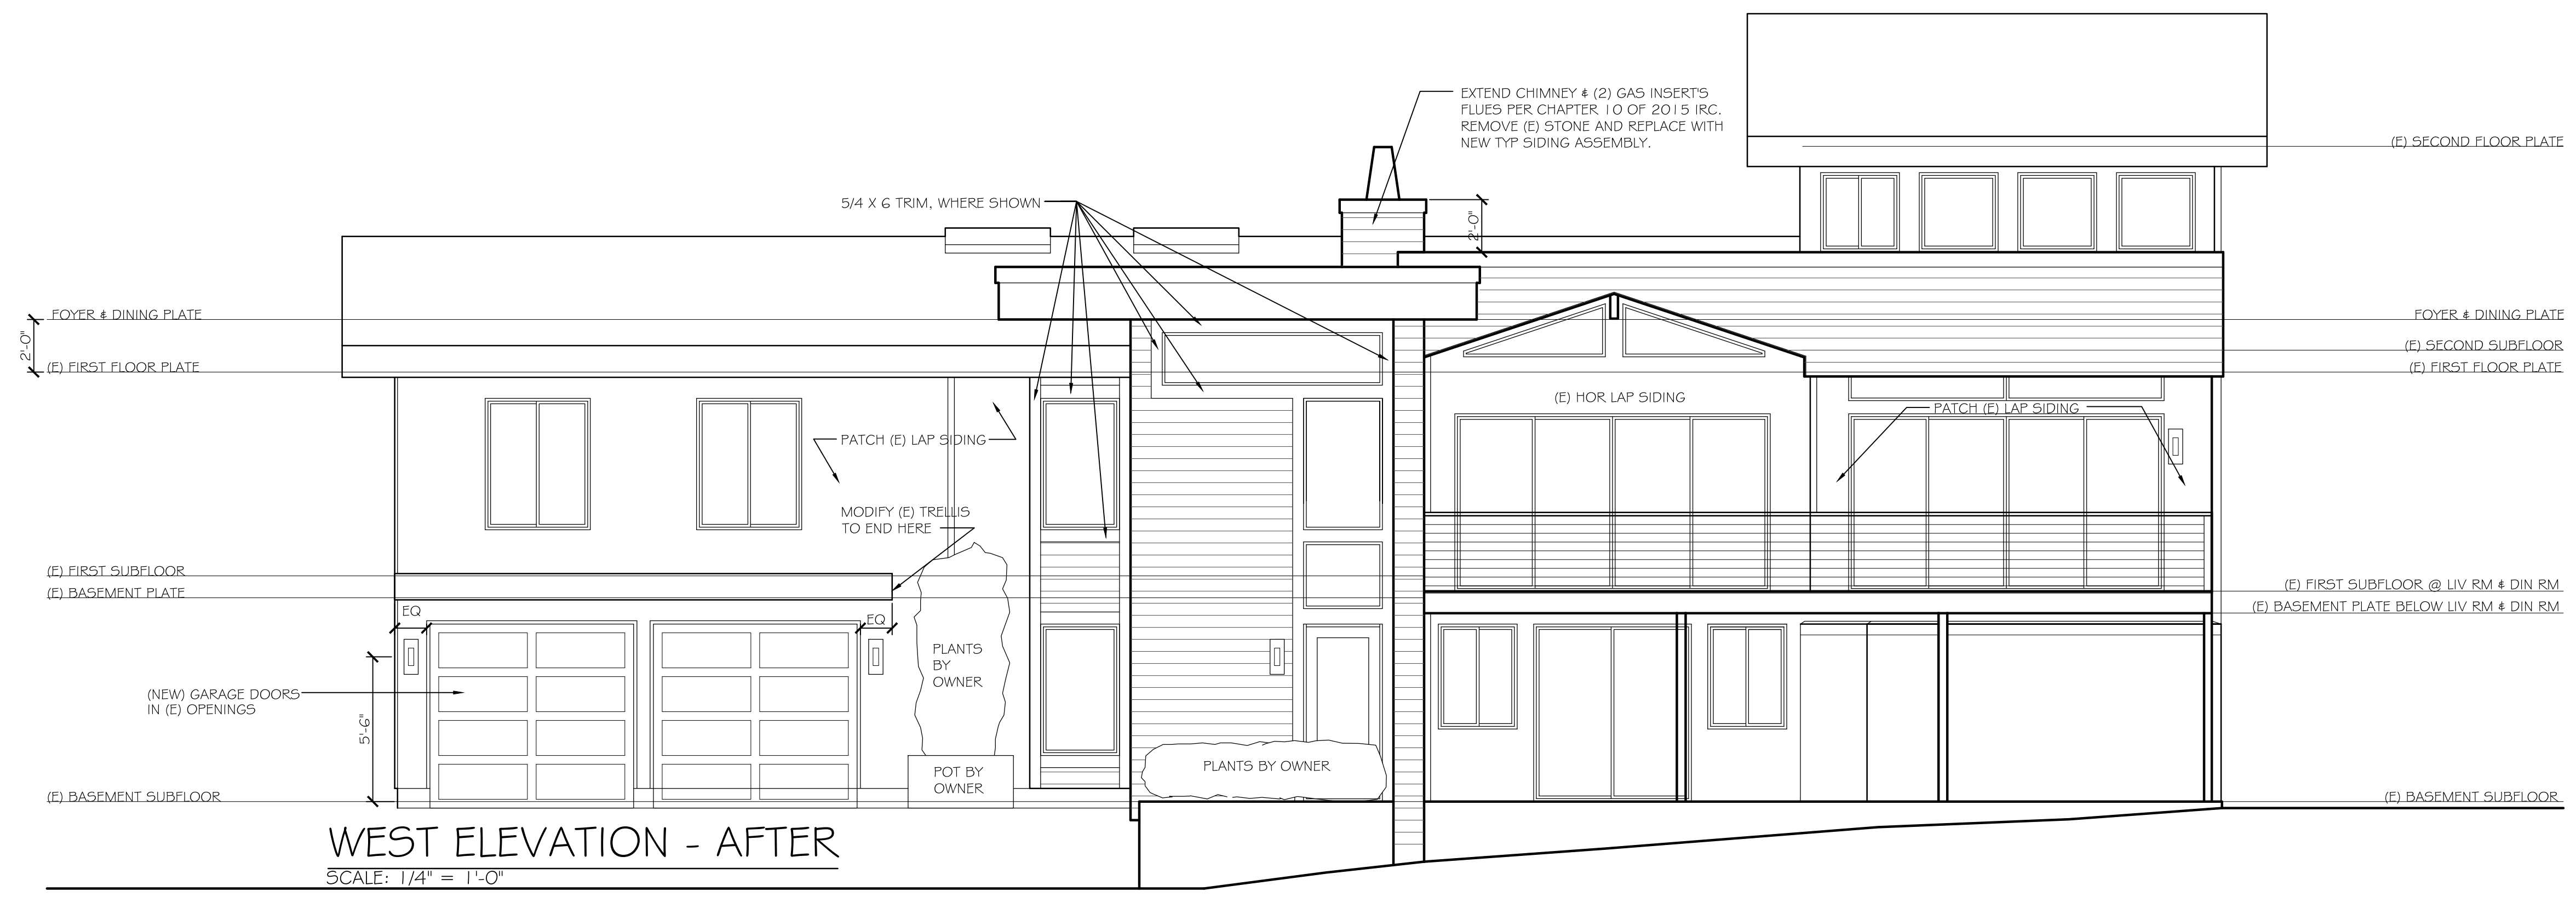 EXTEND CHIMNEY & (2) GAS INSERT'S
FLUES PER CHAPTER 10 OF 2015 IRC.
REMOVE (E) STONE AND REPLACE WITH
NEW TYP SIDING ASSEMBLY.
(E) SECOND FLOOR PLATE
5/4 X 6 TRIM, WHERE SHOWN
2'-0"
FOYER & DINING PLATE
FOYER & DINING PLATE
2'-0"
(E) SECOND SUBFLOOR
(E) FIRST FLOOR PLATE
(E) FIRST FLOOR PLATE
(E) HOR LAP SIDING
PATCH (E) LAP SIDING
PATCH (E) LAP SIDING
MODIFY (E) TRELLIS
TO END HERE
(E) FIRST SUBFLOOR
(E) FIRST SUBFLOOR @ LIV RM & DIN RM
(E) BASEMENT PLATE
(E) BASEMENT PLATE BELOW LIV RM & DIN RM
EQ
EQ
PLANTS
BY
OWNER
(NEW) GARAGE DOORS
IN (E) OPENINGS
5'-6"
PLANTS BY OWNER
POT BY
OWNER
(E) BASEMENT SUBFLOOR
(E) BASEMENT SUBFLOOR
WEST ELEVATION - AFTER
SCALE: 1/4" = 1'-0"